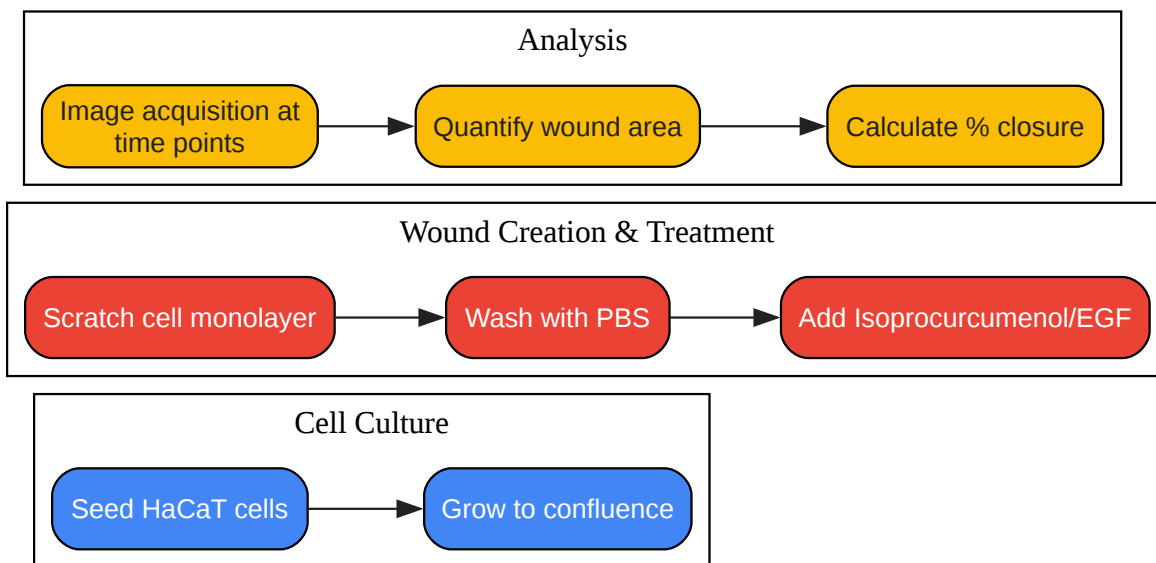 Analysis
Image acquisition at
time points
Quantify wound area
Calculate % closure
Wound Creation & Treatment
Scratch cell monolayer
Wash with PBS
Add Isoprocurcumenol/EGF
Cell Culture
Seed HaCaT cells
Grow to confluence